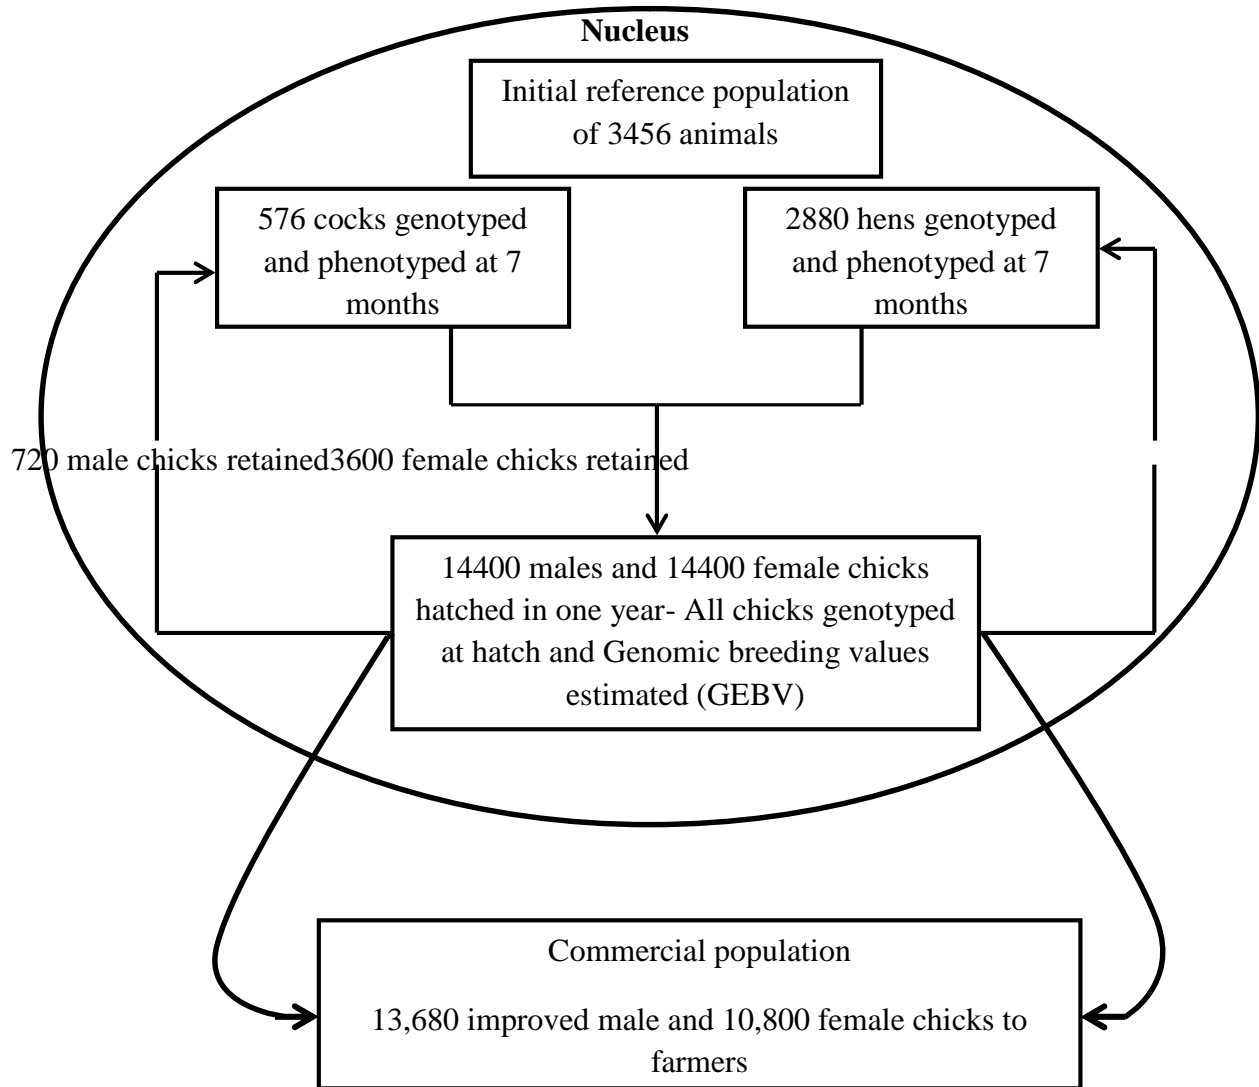 Nucleus
Initial reference population
of 3456 animals
576 cocks genotyped
and phenotyped at 7
months
2880 hens genotyped
and phenotyped at 7
months
720 male chicks retained3600 female chicks retained
14400 males and 14400 female chicks
hatched in one year- All chicks genotyped
at hatch and Genomic breeding values
estimated (GEBV)
Commercial population
13,680 improved male and 10,800 female chicks to
farmers